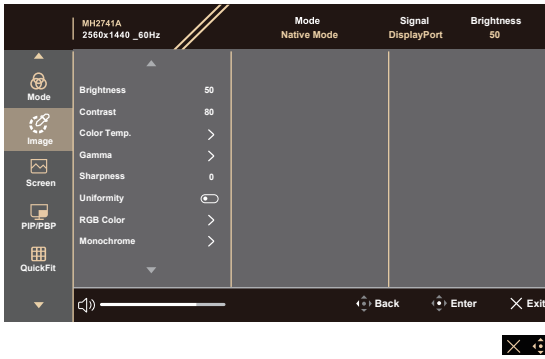 MH2741A
2560x1440 _60Hz
Mode
Native Mode
Signal
DisplayPort
Brightness
50
Mode
Image
Screen
PIP/PBP
QuickFit
Brightness 50
Contrast 80
Color Temp.
Gamma
Sharpness 0
Uniformity
RGB Color
Monochrome
Back Enter Exit